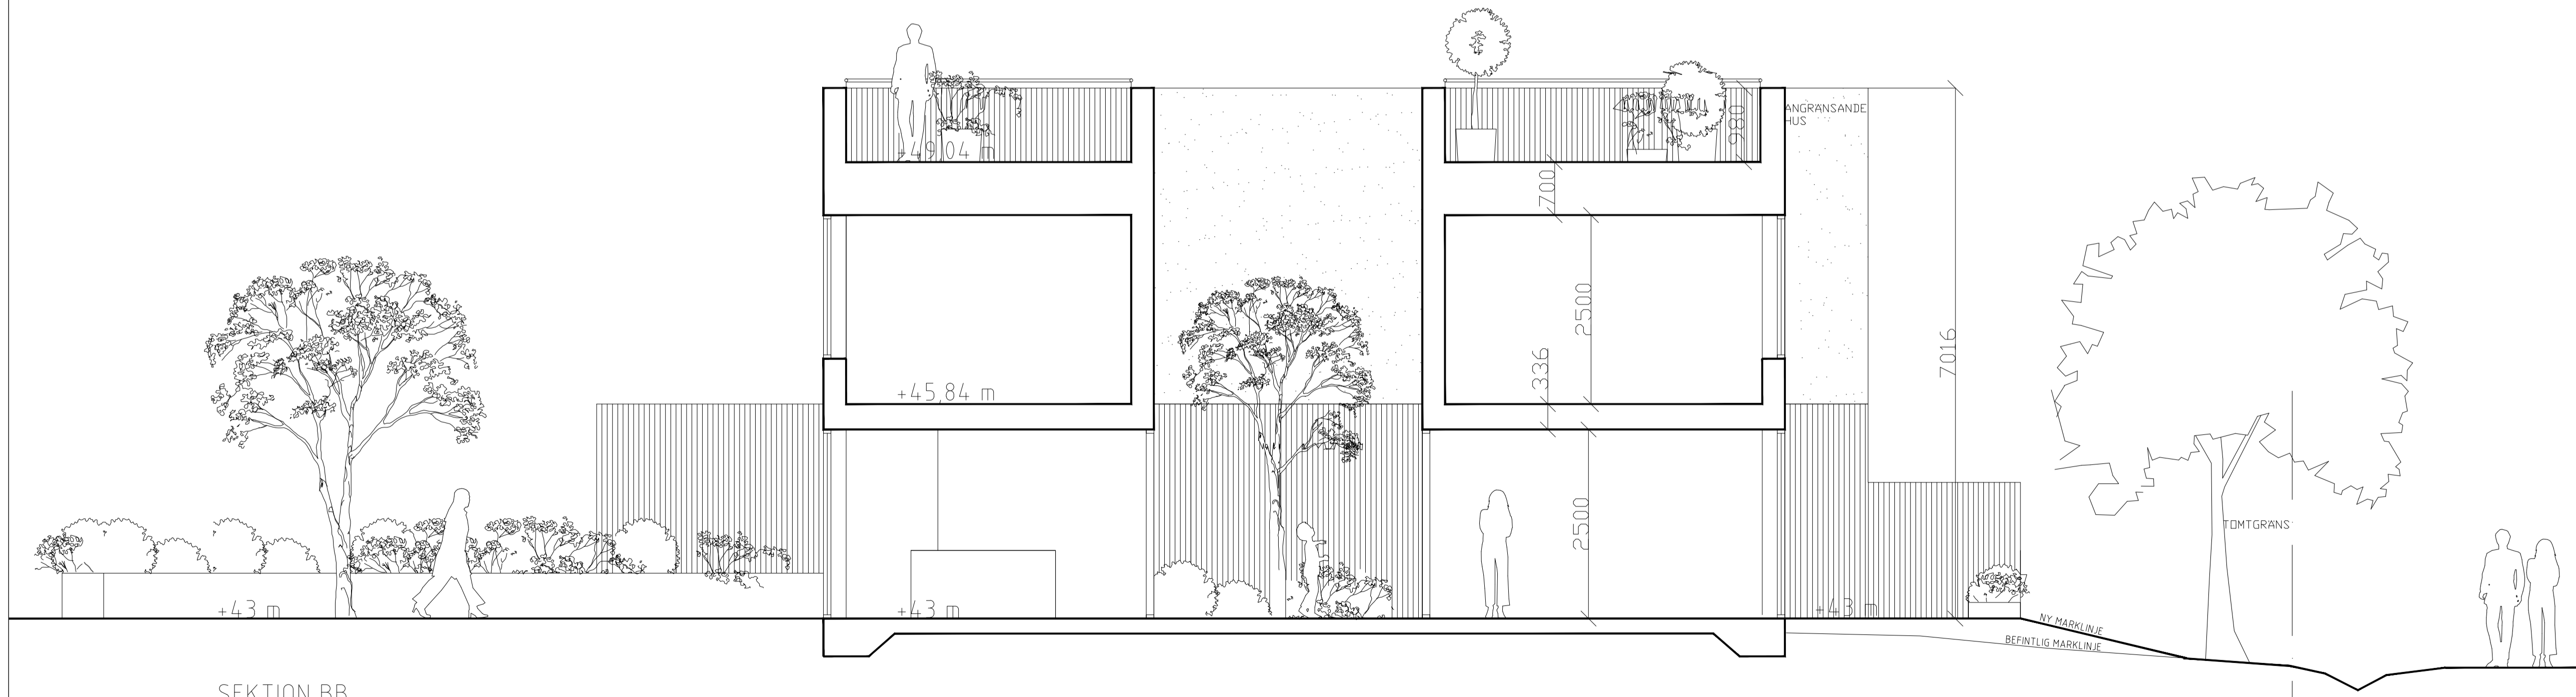 +49,04 m
980
ANGRÄNSANDE
HUS
700
2500
7016
336
+45,84 m
2500
TOMTGRÄNS
+43 m
+43 m
+43 m
NY MARKLINJE
BEFINTLIG MARKLINJE
SEKTION BB